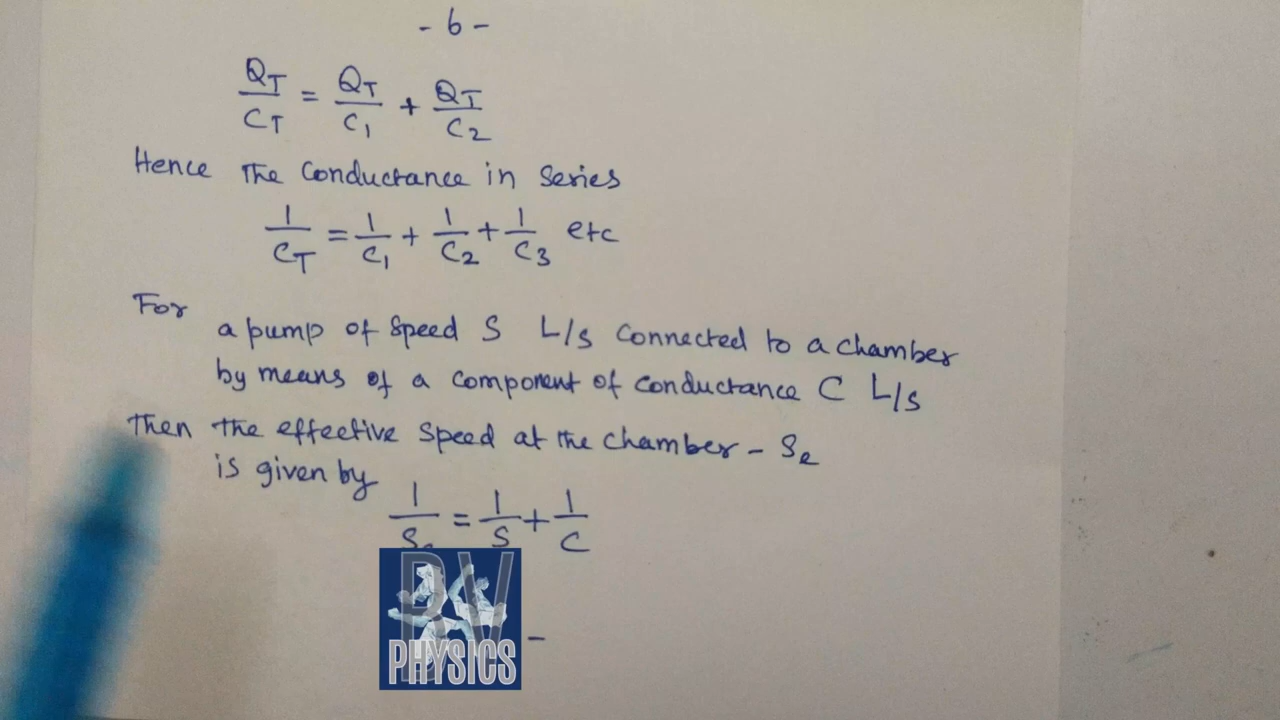 - 6 -
QT/CT = QT/C1 + QT/C2
Hence The Conductance in Series
1/CT = 1/C1 + 1/C2 + 1/C3 etc
For
a pump of Speed S L/s Connected to a chamber
by means of a component of conductance C L/s
Then the effective Speed at the Chamber - Se
is given by
1/Se = 1/S + 1/C
RV
PHYSICS
-